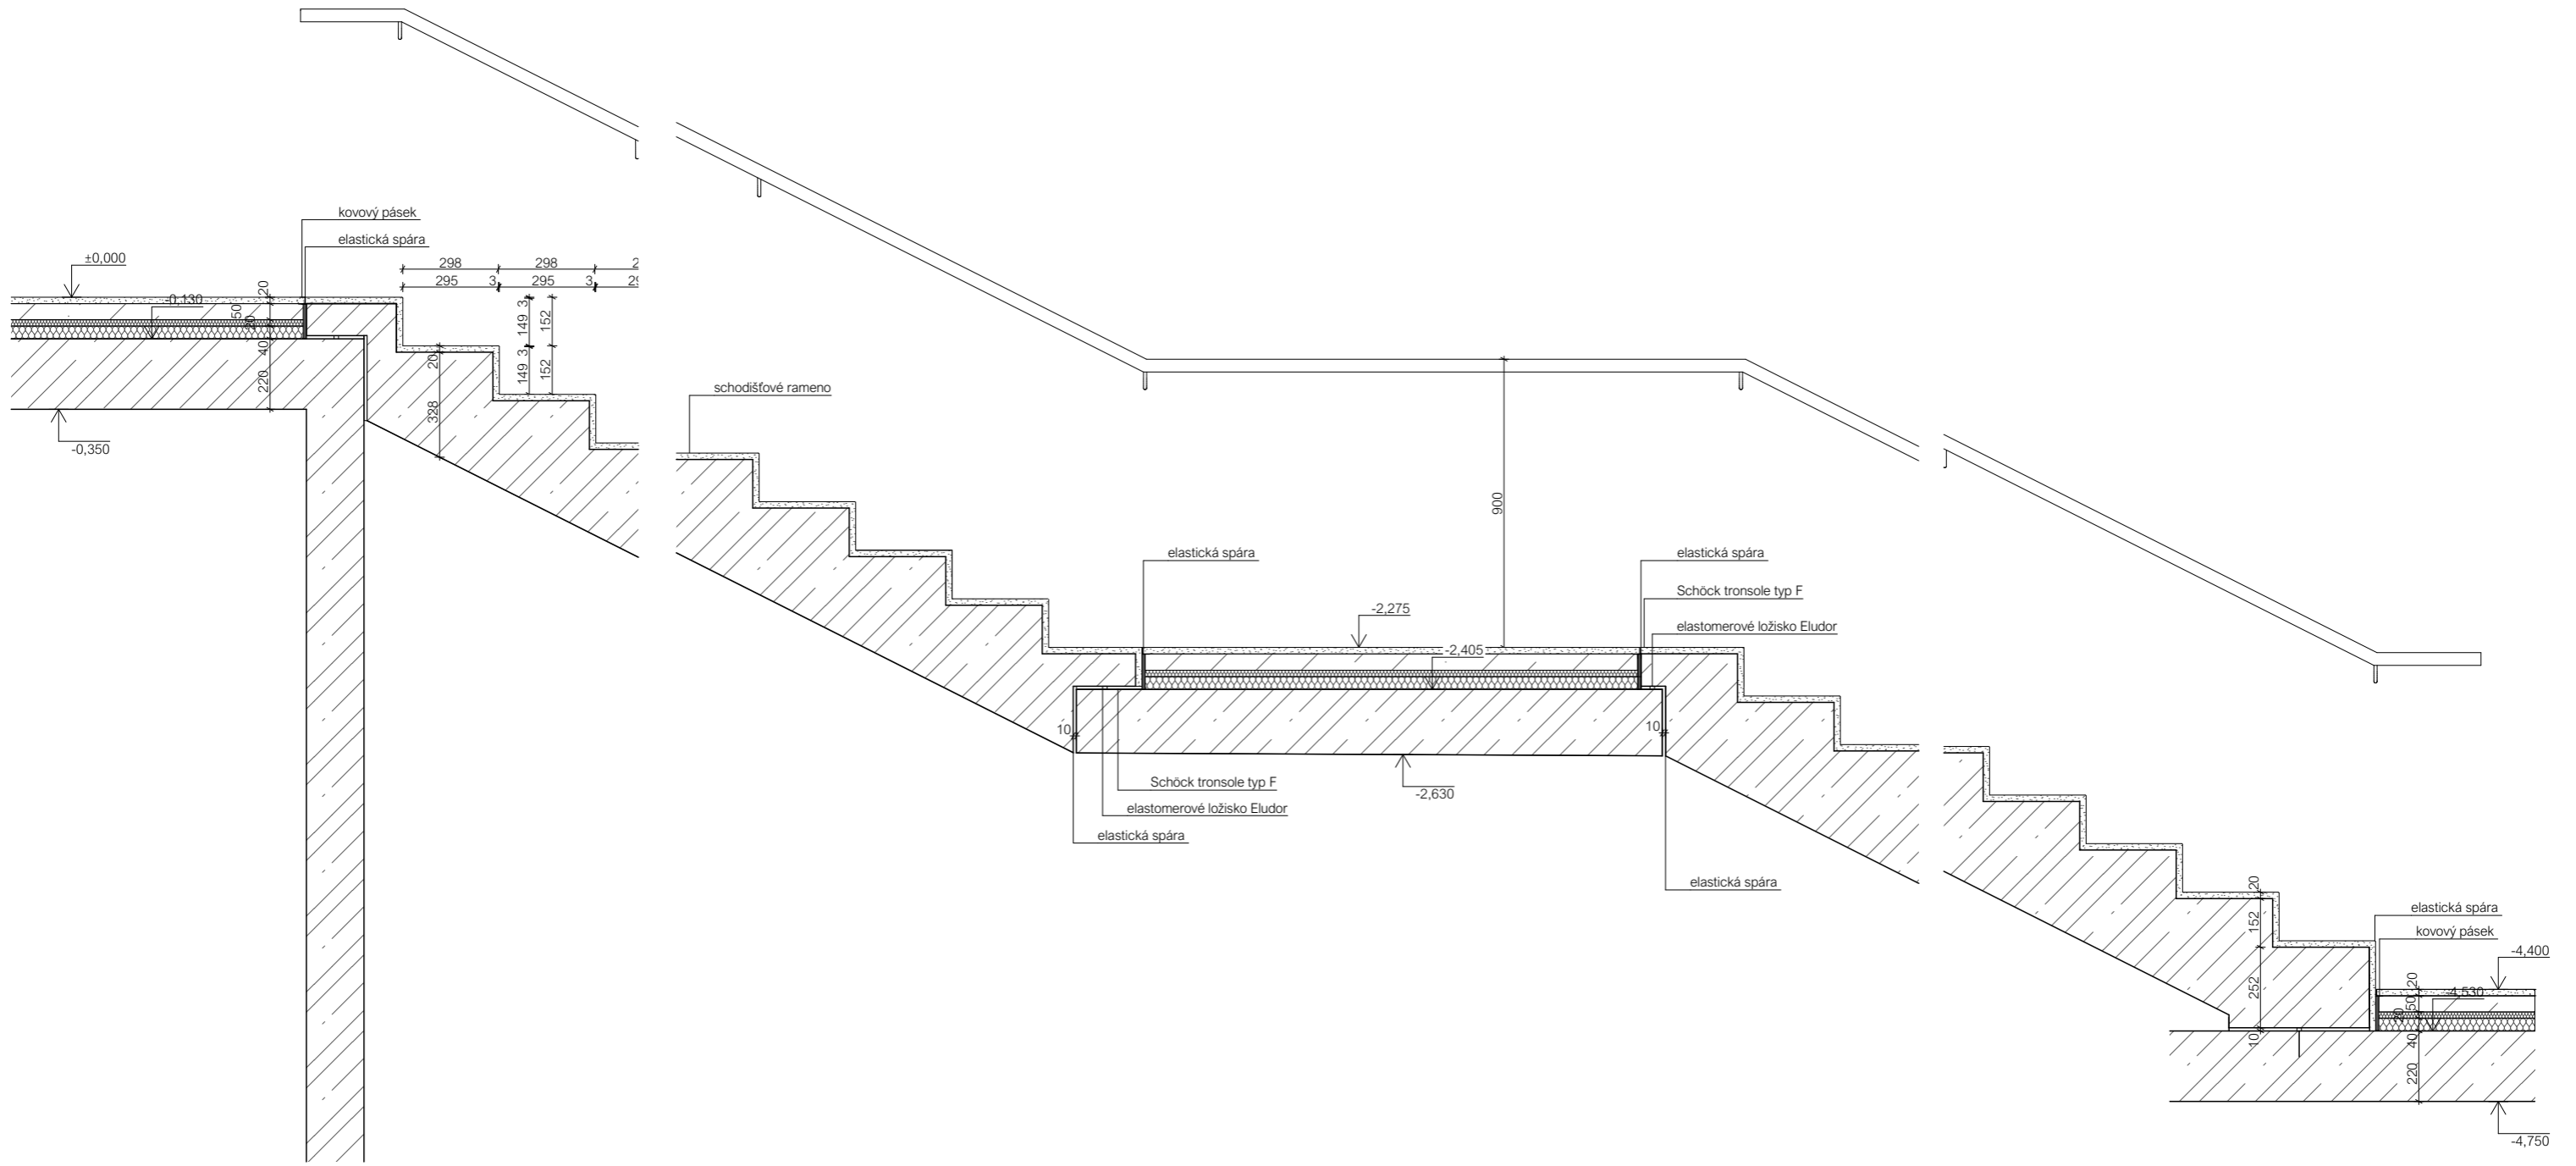 kovový pásek
elastická spára
±0,000
298
298
295
3
295
3
-0,130
20
50
20
40
220
149 3
152
149 3
152
20
328
-0,350
schodišťové rameno
900
elastická spára
elastická spára
Schöck tronsole typ F
elastomerové ložisko Eludor
-2,275
-2,405
10
10
Schöck tronsole typ F
elastomerové ložisko Eludor
elastická spára
-2,630
elastická spára
20
152
252
10
elastická spára
kovový pásek
-4,400
20
50
20
40
220
-4,530
-4,750